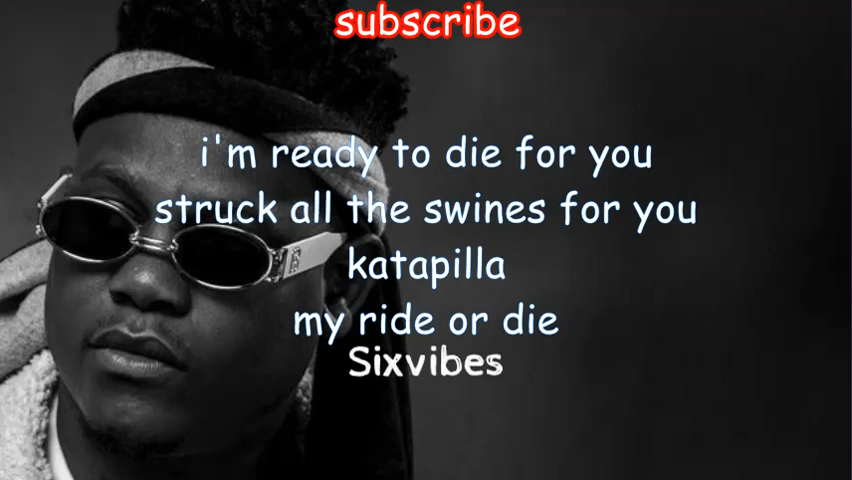 subscribe
i'm ready to die for you
struck all the swines for you
katapilla
my ride or die
Sixvibes